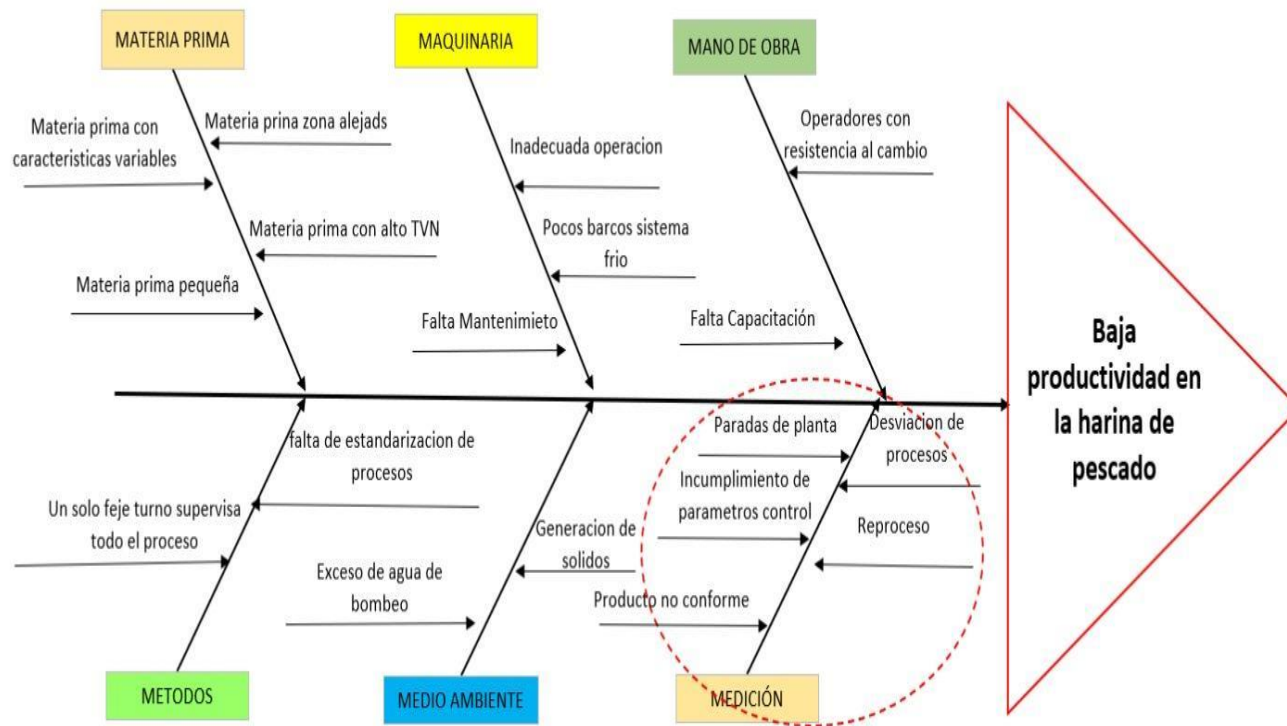 MATERIA PRIMA
MAQUINARIA
MANO DE OBRA
Materia prima con
caracteristicas variables
Materia prina zona alejads
Materia prima con alto TVN
Materia prima pequeña
Inadecuada operacion
Pocos barcos sistema
frio
Falta Mantenimieto
Operadores con
resistencia al cambio
Falta Capacitación
Baja
productividad en
la harina de
pescado
falta de estandarizacion de
procesos
Un solo feje turno supervisa
todo el proceso
Generacion de
solidos
Exceso de agua de
bombeo
Paradas de planta
Desviacion de
procesos
Incumplimiento de
parametros control
Reproceso
Producto no conforme
METODOS
MEDIO AMBIENTE
MEDICIÓN